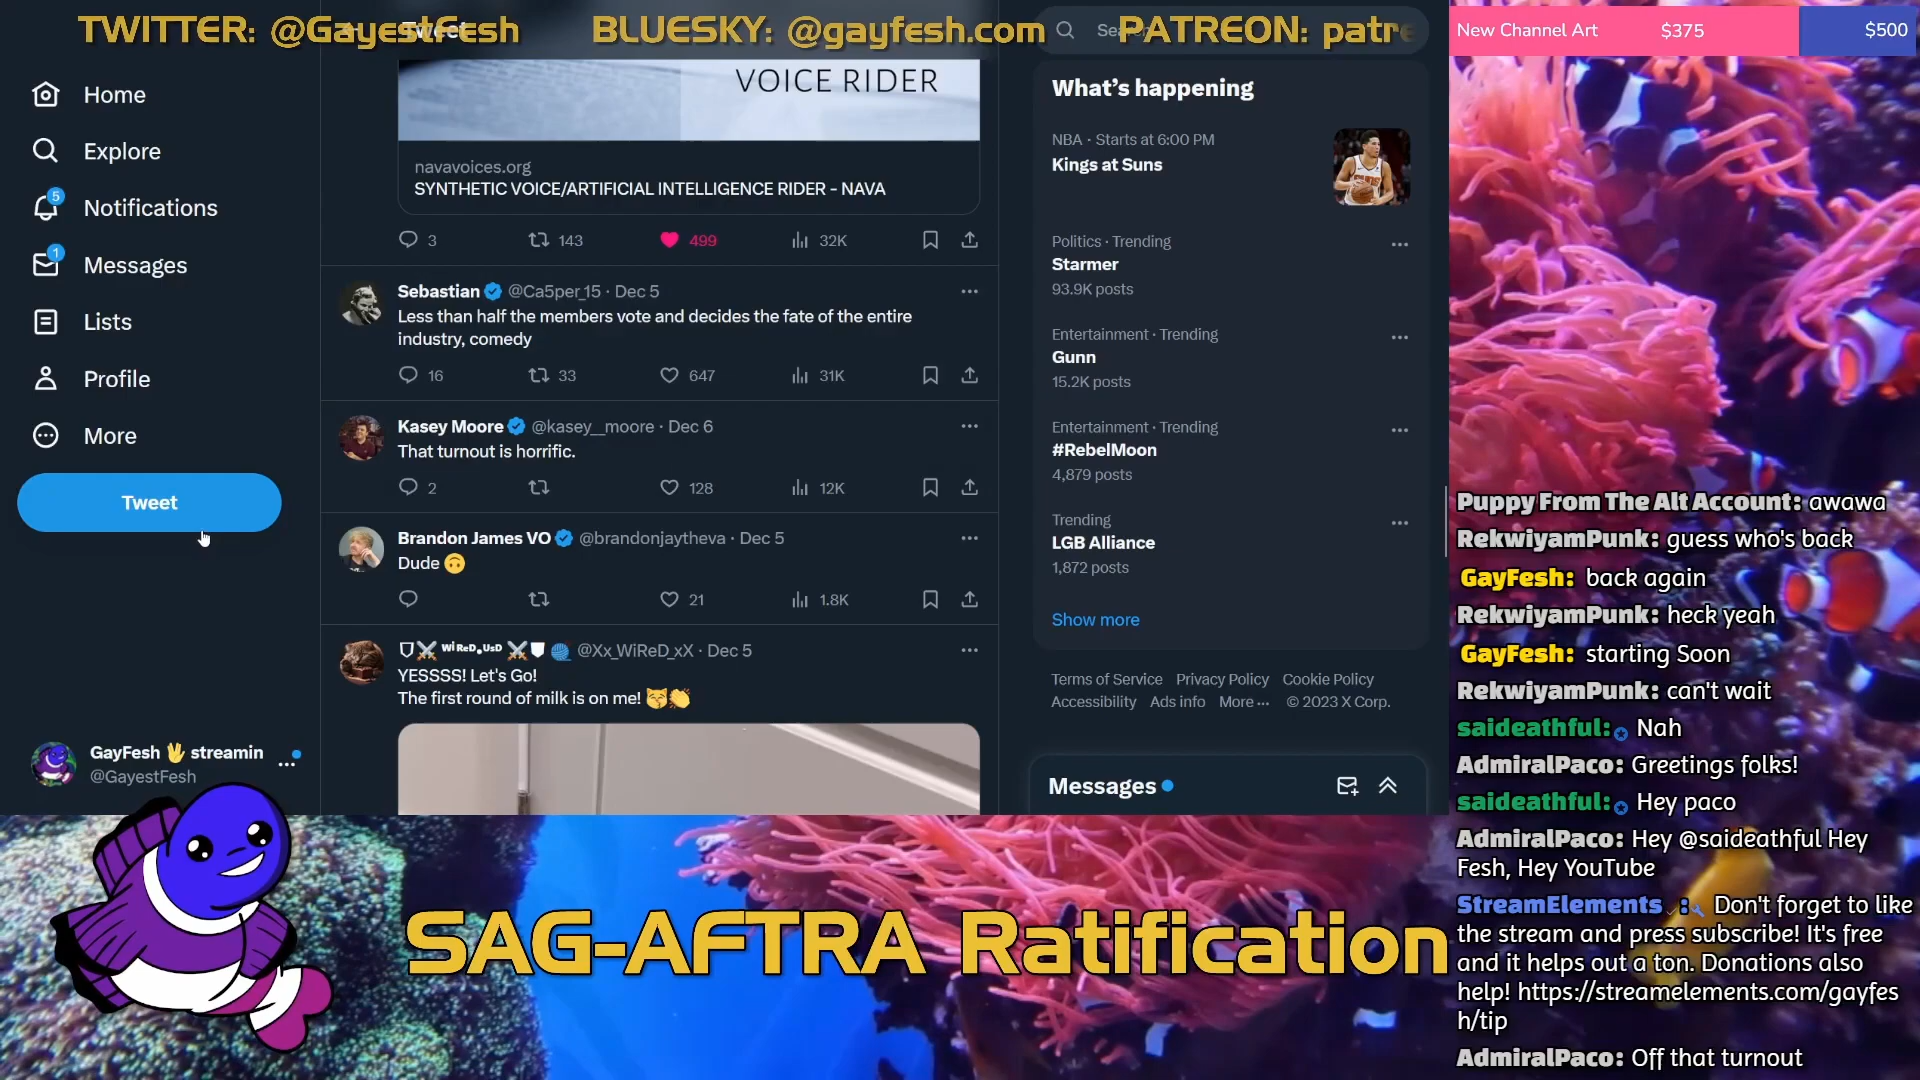 TWITTER: @GayestFesh BLUESKY: @gayfesh.com PATREON: patre
Home
Explore
5
Notifications
1
Messages
Lists
Profile
More
Tweet
GayFesh 🖖 streamin
@GayestFesh
Tweet
VOICE RIDER
navavoices.org
SYNTHETIC VOICE/ARTIFICIAL INTELLIGENCE RIDER - NAVA
3 143 499 32K
Sebastian @Ca5per_15 · Dec 5
Less than half the members vote and decides the fate of the entire
industry, comedy
16 33 647 31K
Kasey Moore @kasey__moore · Dec 6
That turnout is horrific.
2 128 12K
Brandon James VO @brandonjaytheva · Dec 5
Dude 🙃
21 1.8K
🛡⚔ ᵂⁱᴿᵉᴰ•ᵁˢᴰ ⚔🛡 🧶 @Xx_WiReD_xX · Dec 5
YESSSS! Let's Go!
The first round of milk is on me! 😽👏
What's happening
NBA · Starts at 6:00 PM
Kings at Suns
Politics · Trending
Starmer
93.9K posts
Entertainment · Trending
Gunn
15.2K posts
Entertainment · Trending
#RebelMoon
4,879 posts
Trending
LGB Alliance
1,872 posts
Show more
Terms of Service Privacy Policy Cookie Policy
Accessibility Ads info More ··· © 2023 X Corp.
Messages
New Channel Art $375 $500
Puppy From The Alt Account: awawa
RekwiyamPunk: guess who's back
GayFesh: back again
RekwiyamPunk: heck yeah
GayFesh: starting Soon
RekwiyamPunk: can't wait
saideathful: Nah
AdmiralPaco: Greetings folks!
saideathful: Hey paco
AdmiralPaco: Hey @saideathful Hey
Fesh, Hey YouTube
StreamElements : Don't forget to like
the stream and press subscribe! It's free
and it helps out a ton. Donations also
help! https://streamelements.com/gayfes
h/tip
AdmiralPaco: Off that turnout
SAG-AFTRA Ratification